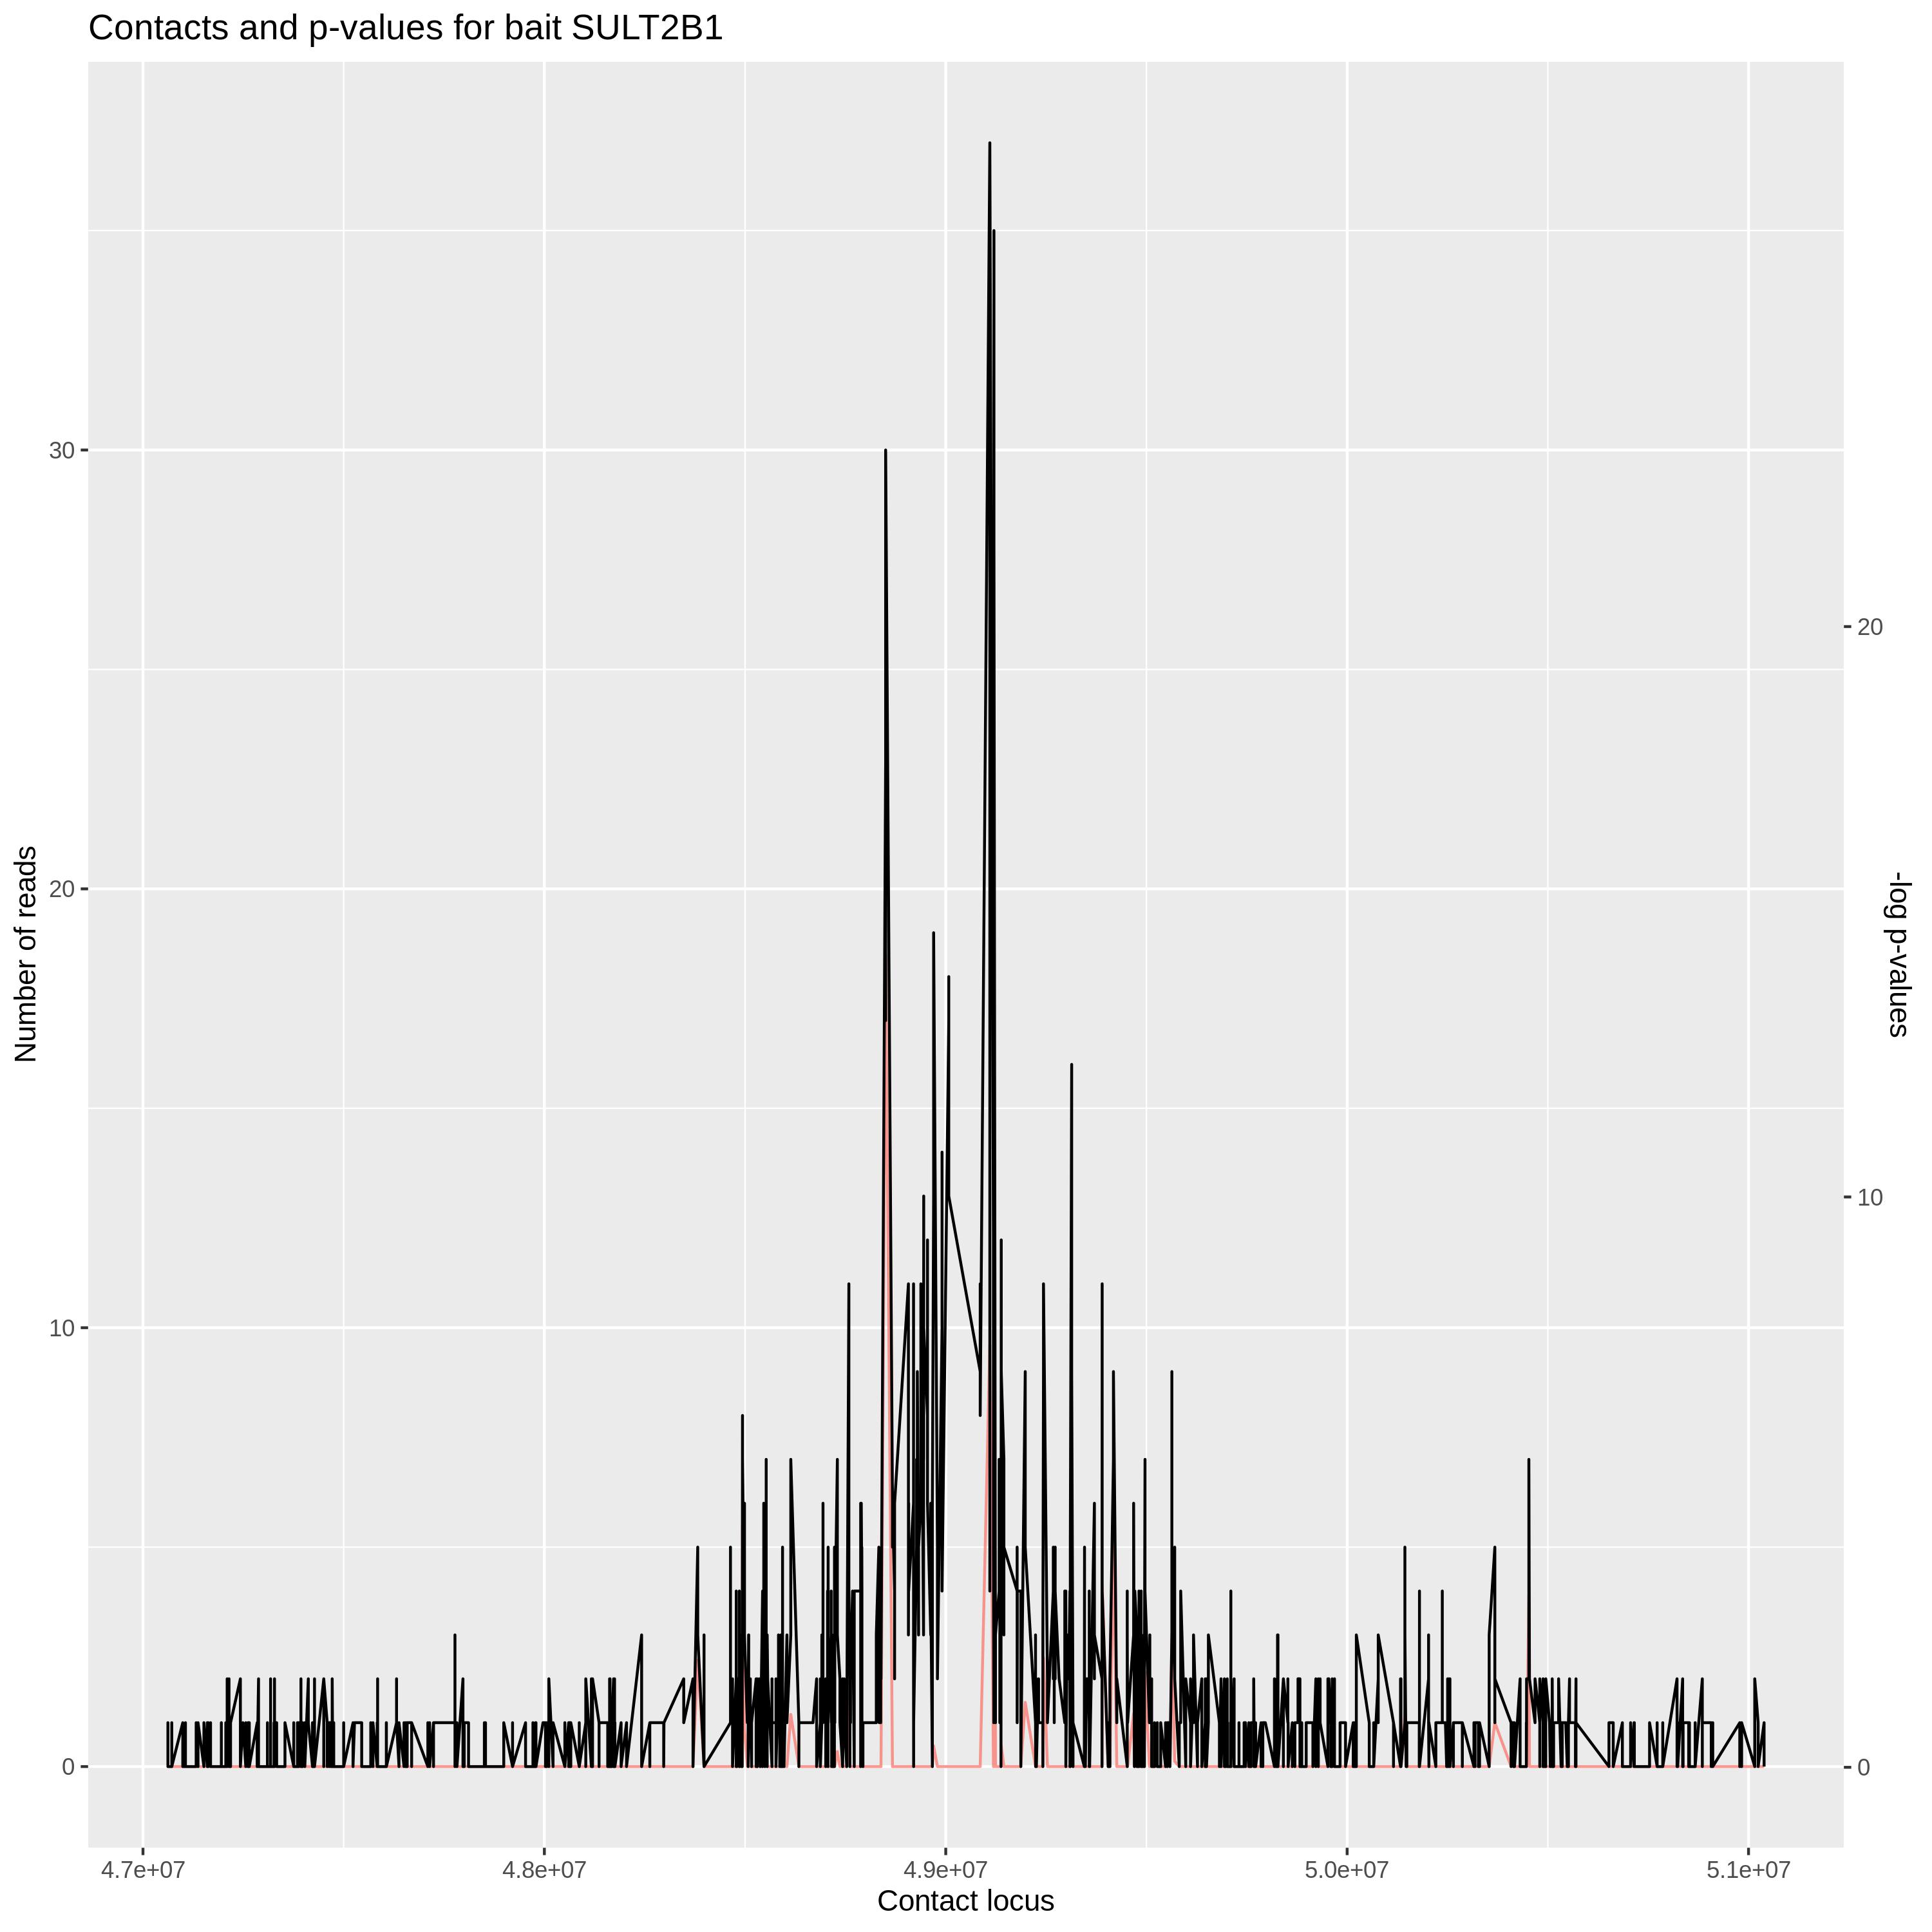 Contacts and p-values for bait SULT2B1
Number of reads
30
20
10
0
20
10
0
-log p-values
4.7e+07
4.8e+07
4.9e+07
5.0e+07
5.1e+07
Contact locus